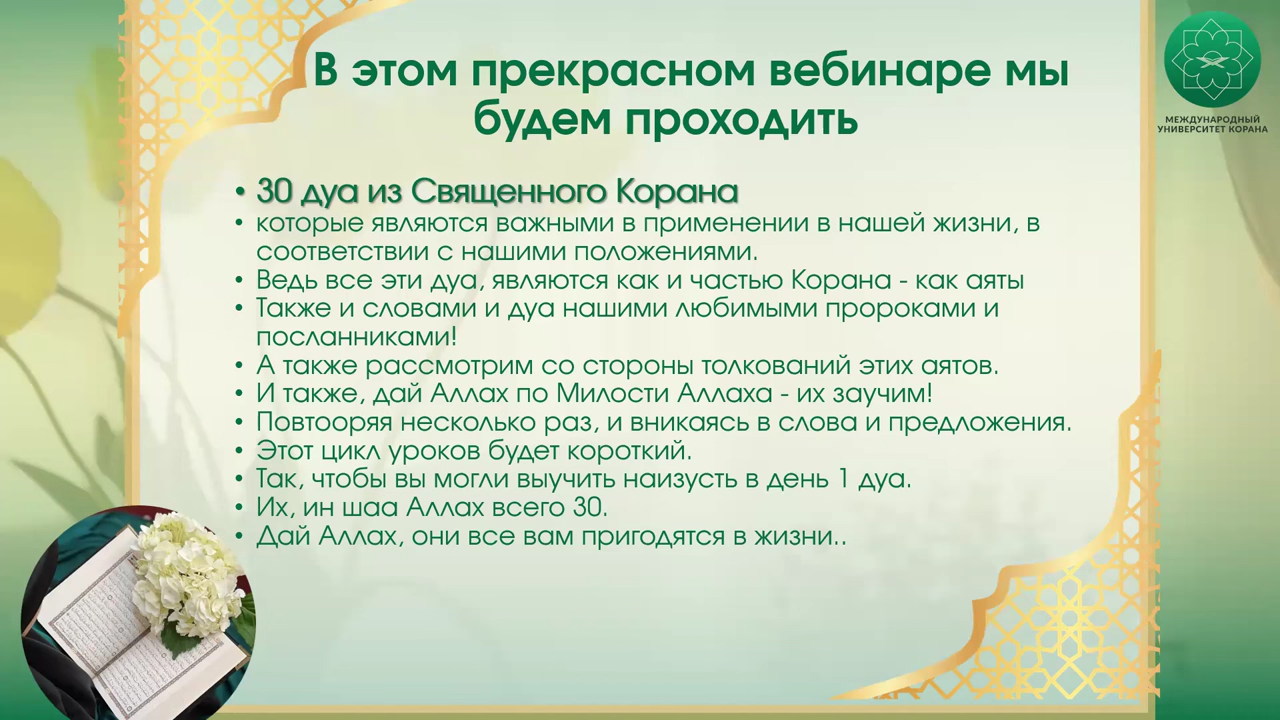 В этом прекрасном вебинаре мы
будем проходить
МЕЖДУНАРОДНЫЙ
УНИВЕРСИТЕТ КОРАНА
• 30 дуа из Священного Корана
• которые являются важными в применении в нашей жизни, в
соответствии с нашими положениями.
• Ведь все эти дуа, являются как и частью Корана - как аяты
• Также и словами и дуа нашими любимыми пророками и
посланниками!
• А также рассмотрим со стороны толкований этих аятов.
• И также, дай Аллах по Милости Аллаха - их заучим!
• Повтооряя несколько раз, и вникаясь в слова и предложения.
• Этот цикл уроков будет короткий.
• Так, чтобы вы могли выучить наизусть в день 1 дуа.
• Их, ин шаа Аллах всего 30.
• Дай Аллах, они все вам пригодятся в жизни..